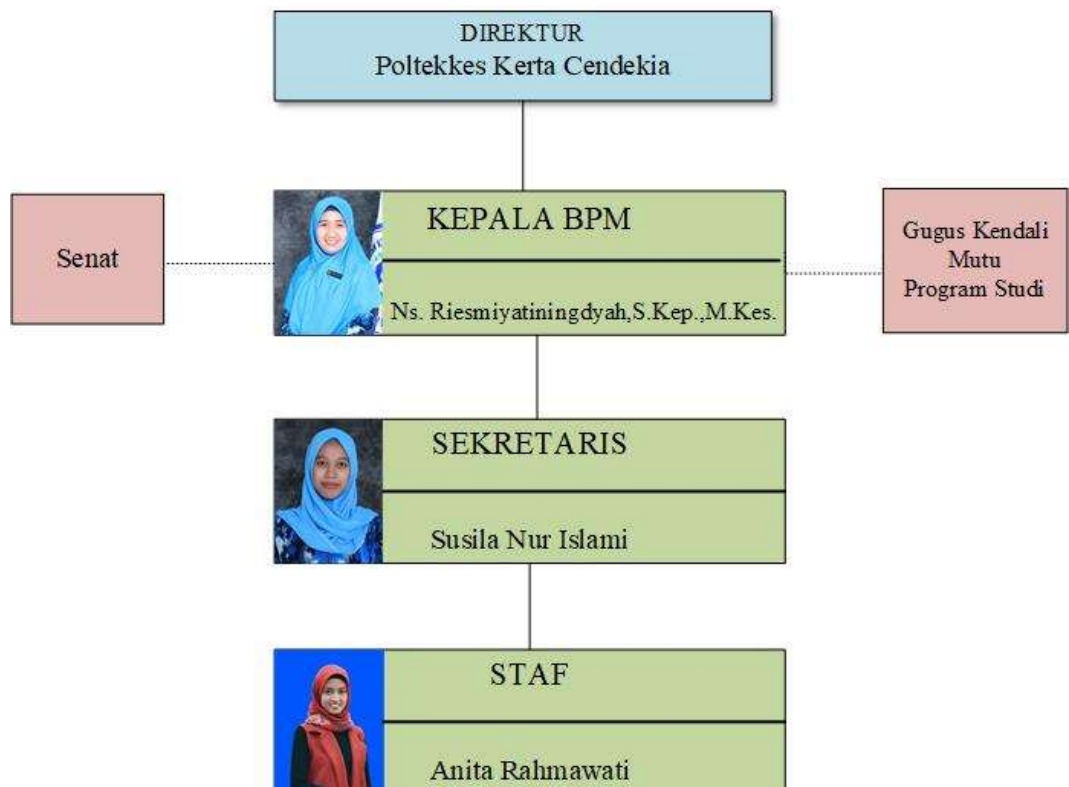 DIREKTUR
Poltekkes Kerta Cendekia
KEPALA BPM
Ns. Riesmiyatiningdyah,S.Kep.,M.Kes.
Senat
Gugus Kendali
Mutu
Program Studi
SEKRETARIS
Susila Nur Islami
STAF
Anita Rahmawati